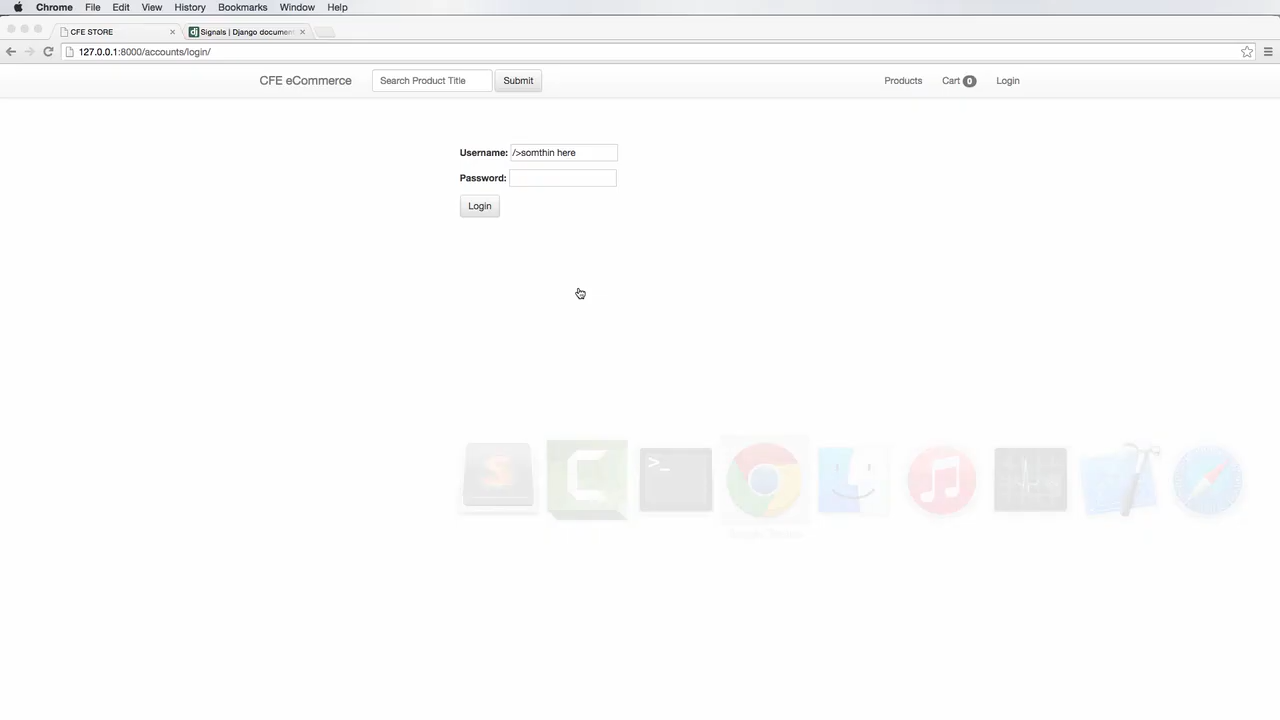 Chrome File Edit View History Bookmarks Window Help
CFE STORE
Signals | Django documen
127.0.0.1:8000/accounts/login/
CFE eCommerce Search Product Title Submit Products Cart 0 Login
Username: />somthin here
Password:
Login
>_